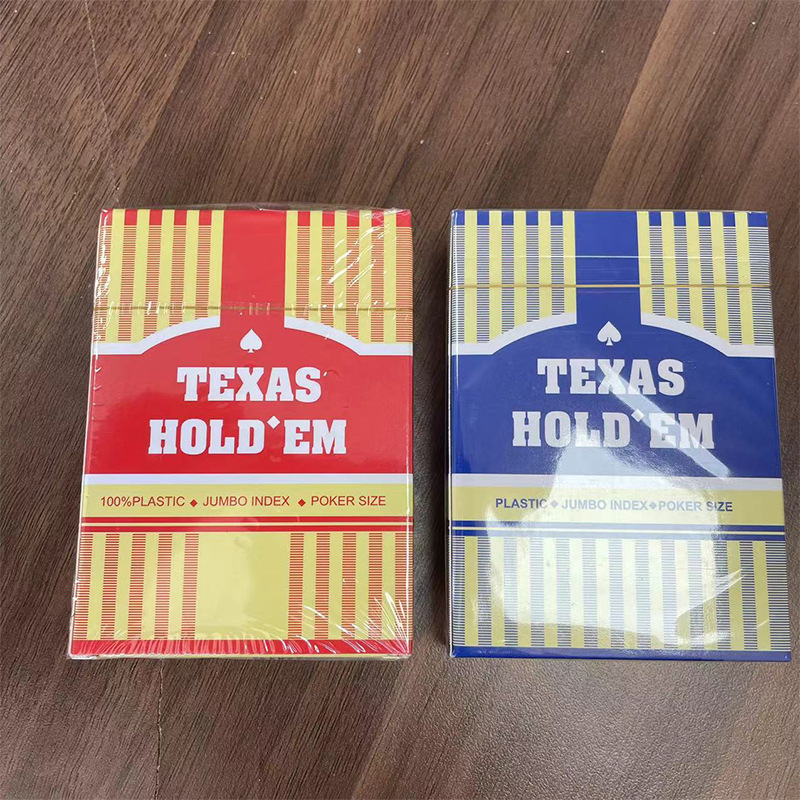 TEXAS
HOLD'EM
100%PLASTIC ◆ JUMBO INDEX ◆ POKER SIZE
TEXAS
HOLD'EM
PLASTIC◆JUMBO INDEX◆POKER SIZE